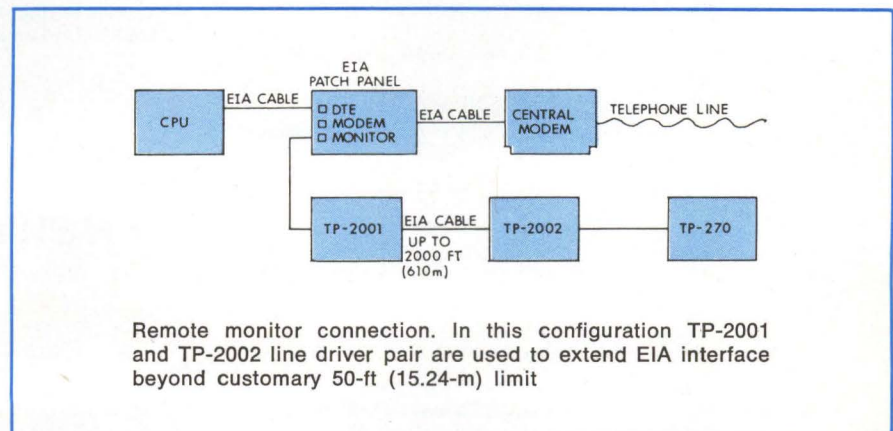 EIA
PATCH PANEL
CPU
EIA CABLE
□ DTE
□ MODEM
□ MONITOR
EIA CABLE
CENTRAL
MODEM
TELEPHONE LINE
TP-2001
EIA CABLE
UP TO
2000 FT
(610m)
TP-2002
TP-270
Remote monitor connection. In this configuration TP-2001
and TP-2002 line driver pair are used to extend EIA interface
beyond customary 50-ft (15.24-m) limit